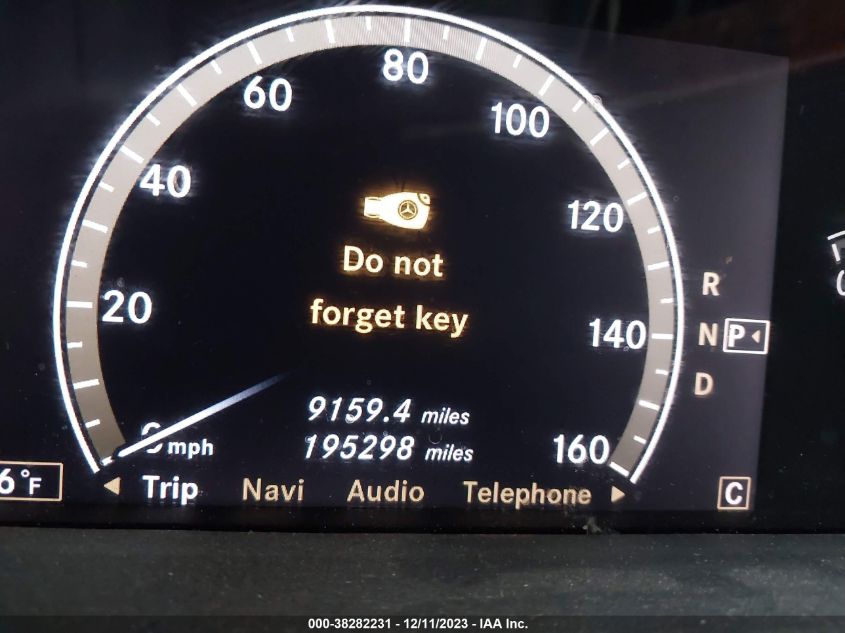 80
60
100
40
120
Do not
20
forget key
140
R
N P
D
9159.4 miles
195298 miles
mph
160
6°F
Trip Navi Audio Telephone
C
000-38282231 - 12/11/2023 - IAA Inc.